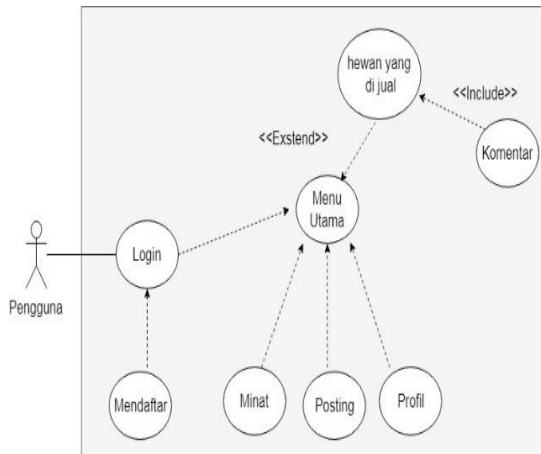 hewan yang
di jual
<<Include>>
<<Exstend>>
Komentar
Menu
Utama
Login
Pengguna
Mendaftar
Minat
Posting
Profil